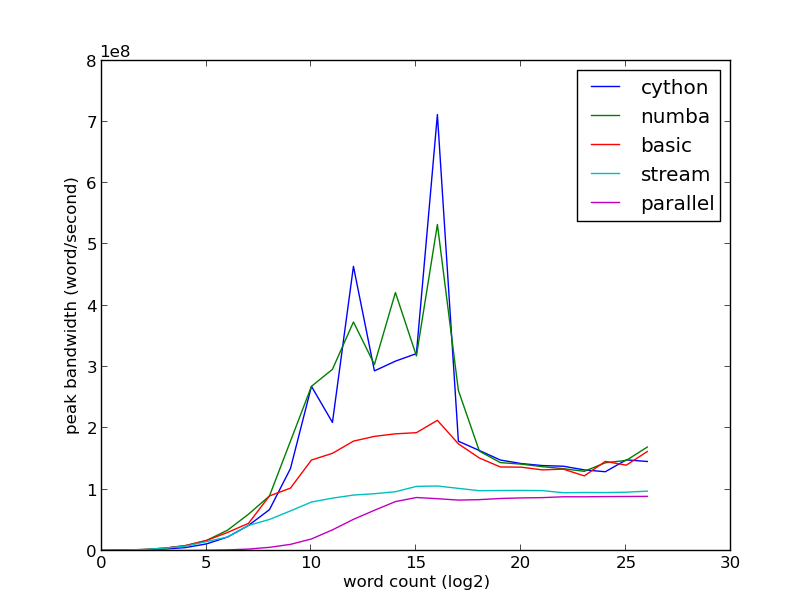 1e8
8
7
6
5
4
3
2
1
0
peak bandwidth (word/second)
cython
numba
basic
stream
parallel
0 5 10 15 20 25 30
word count (log2)